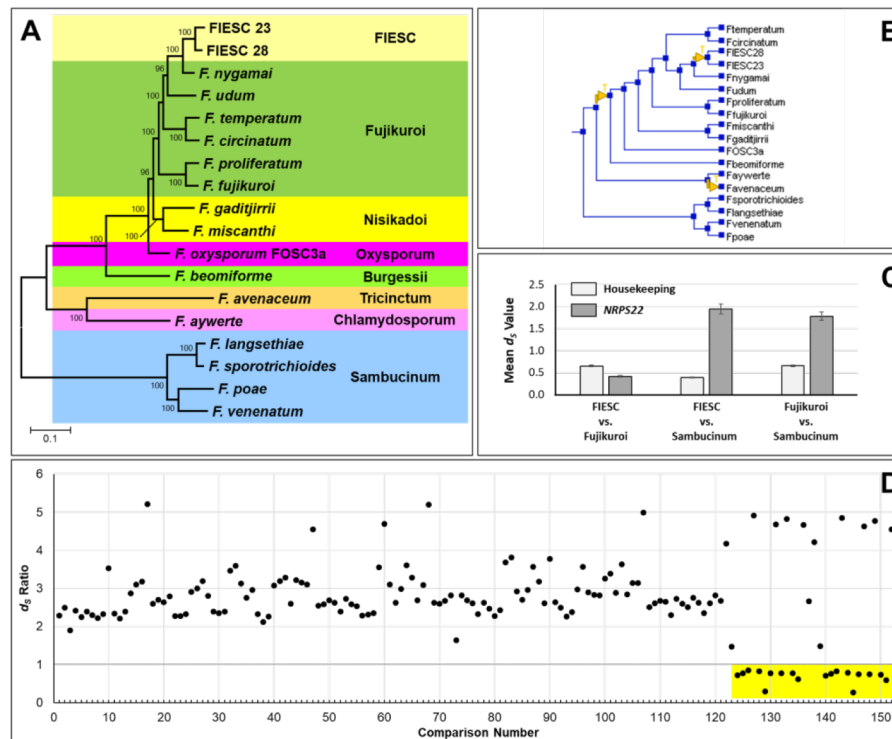 A
FIESC 23
FIESC
FIESC 28
F. nygamai
F. udum
F. temperatum
Fujikuroi
F. circinatum
F. proliferatum
F. fujikuroi
F. gaditjirrii
Nisikadoi
F. miscanthi
F. oxysporum FOSC3a
Oxysporum
F. beomiforme
Burgessii
F. avenaceum
Tricinctum
F. aywerte
Chlamydosporum
F. langsethiae
F. sporotrichioides
Sambucinum
F. poae
F. venenatum
100
100
96
100
100
100
96
100
100
100
100
100
100
100
0.1
B
Ftemperatum
Fcircinatum
FIESC28
FIESC23
Fnygamai
Fudum
Fproliferatum
Ffujikuroi
Fmiscanthi
Fgaditjirrii
FOSC3a
Fbeomiforme
Faywerte
Favenaceum
Fsporotrichioides
Flangsethiae
Fvenenatum
Fpoae
T
T
T
C
Mean dS Value
2.5
2.0
1.5
1.0
0.5
0.0
Housekeeping
NRPS22
FIESC
vs.
Fujikuroi
FIESC
vs.
Sambucinum
Fujikuroi
vs.
Sambucinum
D
dS Ratio
6
5
4
3
2
1
0
0 10 20 30 40 50 60 70 80 90 100 110 120 130 140 150
Comparison Number